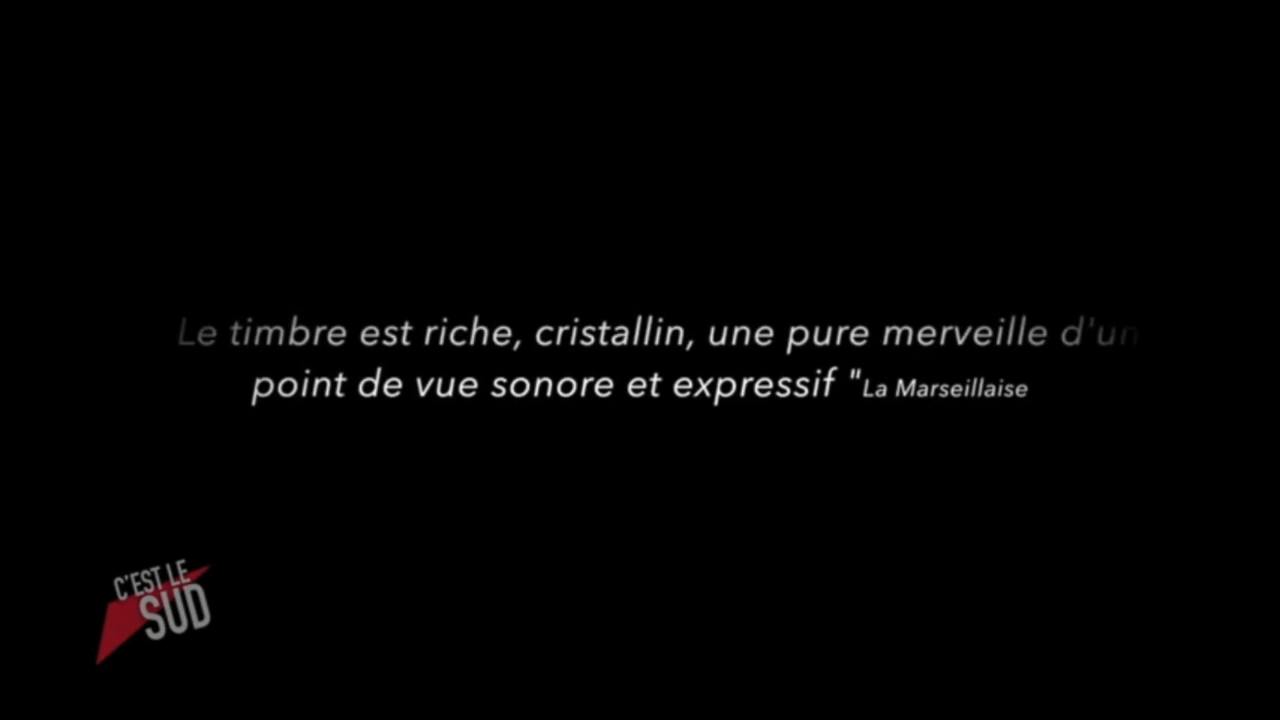 Le timbre est riche, cristallin, une pure merveille d'un
point de vue sonore et expressif "La Marseillaise
C'EST LE
SUD